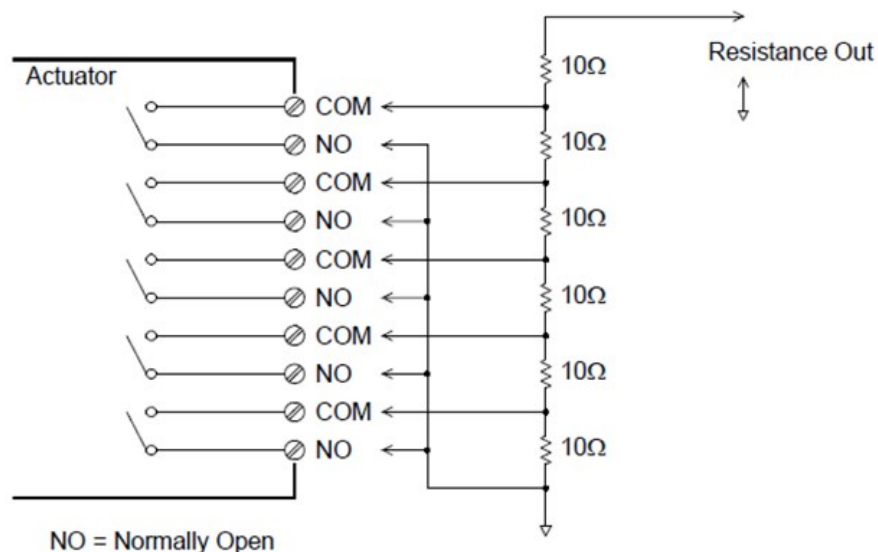 10Ω
Resistance Out
Actuator
COM
10Ω
NO
COM
10Ω
NO
COM
10Ω
NO
COM
10Ω
NO
COM
10Ω
NO
NO = Normally Open